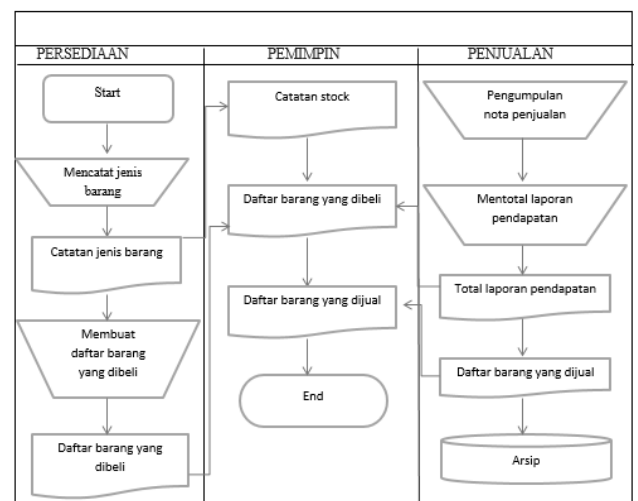 PERSEDIAAN
PEMIMPIN
PENJUALAN
Start
Mencatat jenis
barang
Catatan jenis barang
Membuat
daftar barang
yang dibeli
Daftar barang yang
dibeli
Catatan stock
Daftar barang yang dibeli
Daftar barang yang dijual
End
Pengumpulan
nota penjualan
Mentotal laporan
pendapatan
Total laporan pendapatan
Daftar barang yang dijual
Arsip